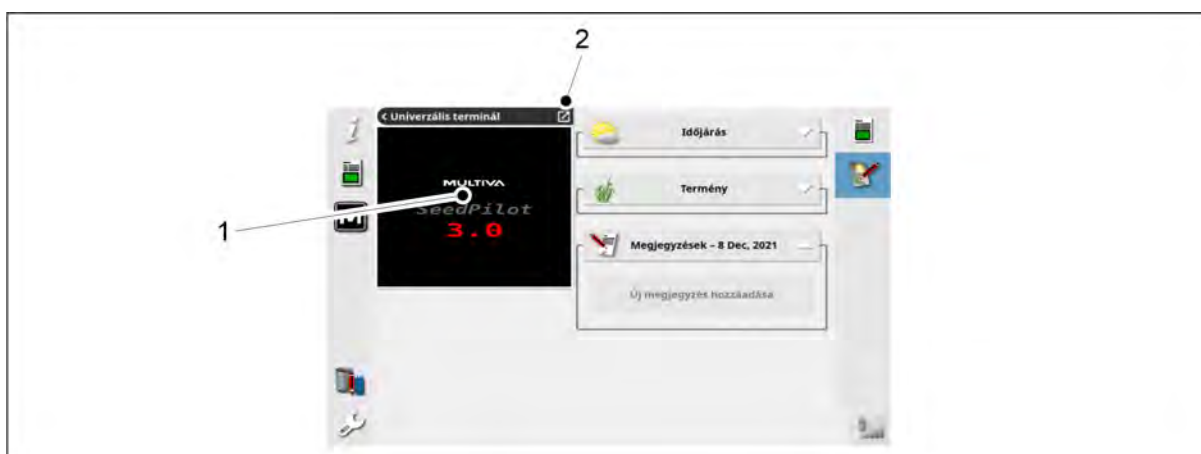 2
1
< Univerzális terminál
MULTIVA
SeedPilot
3.0
Időjárás
Termény
Megjegyzések – 8 Dec, 2021
Új megjegyzés hozzáadása